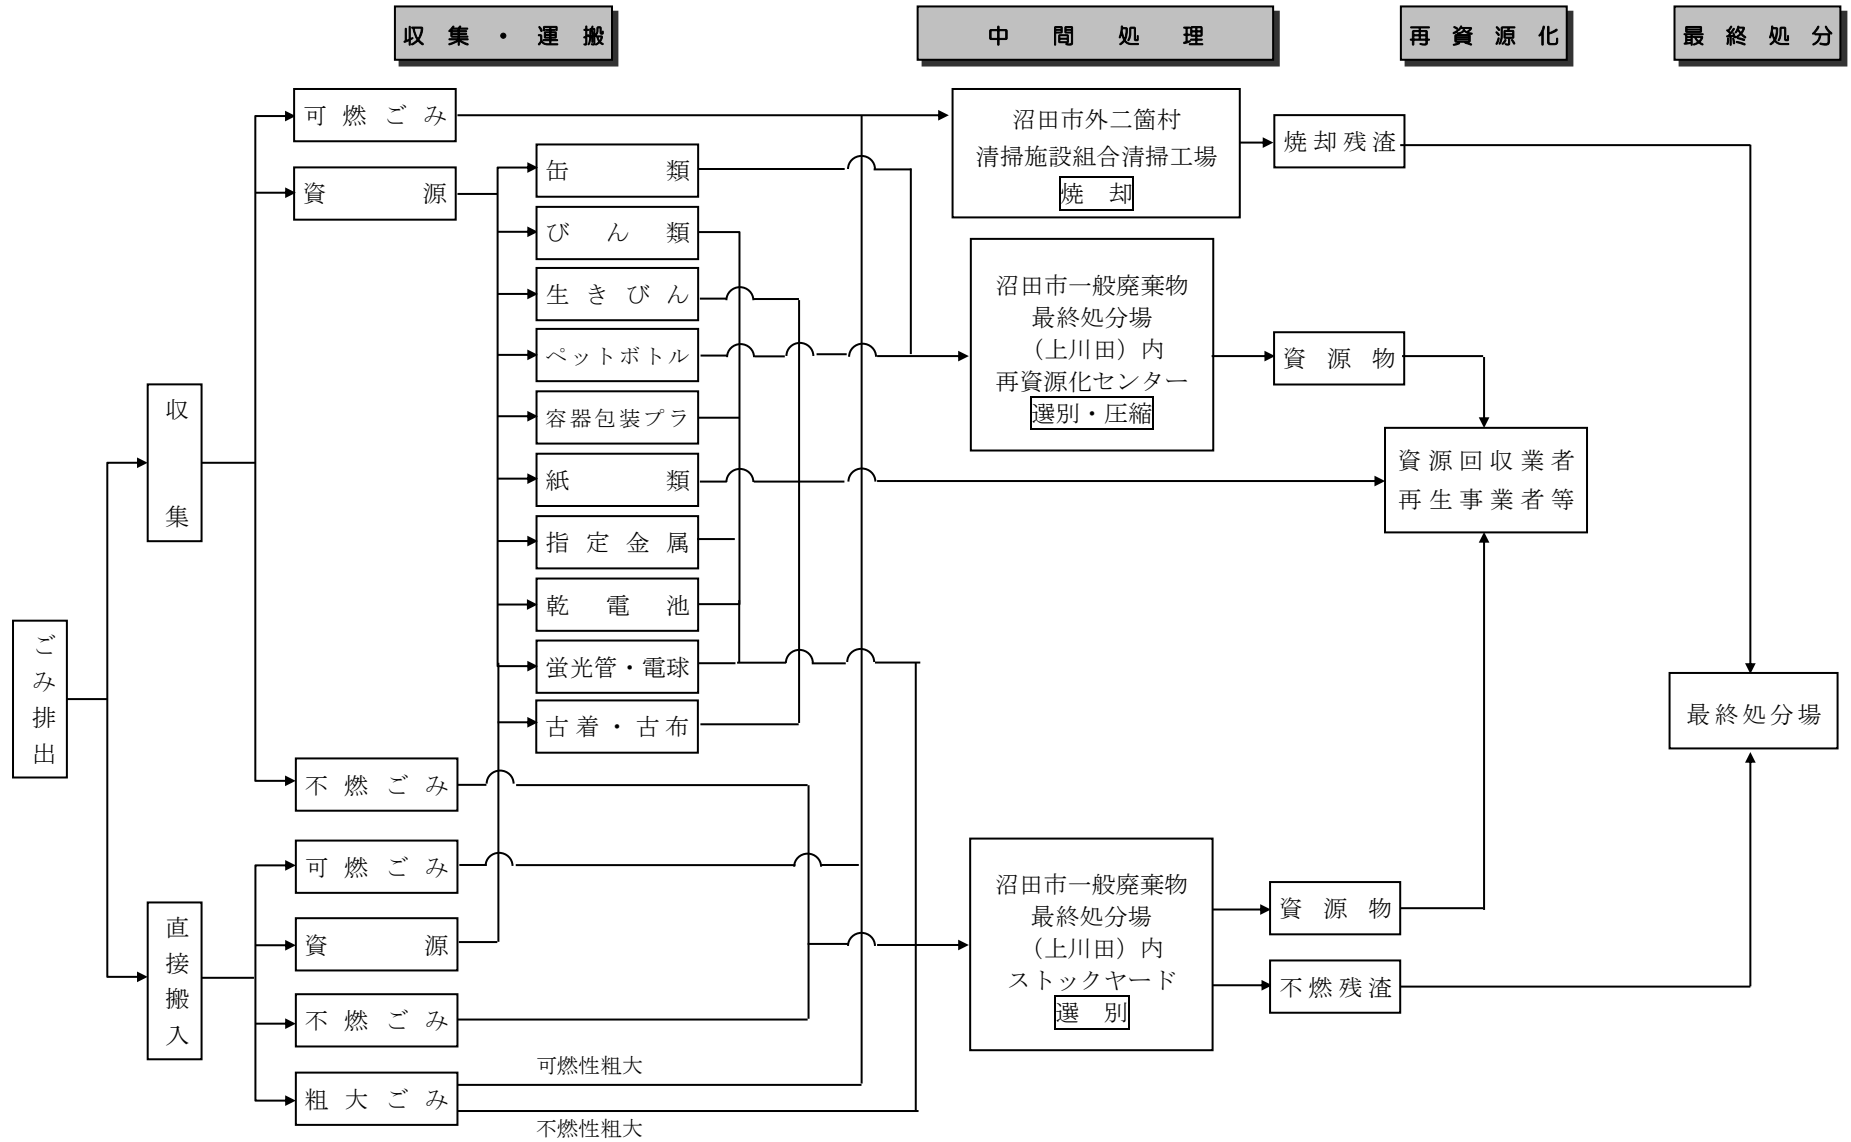 収集・運搬
中間処理
再資源化
最終処分
ごみ排出
収集
直接搬入
可燃ごみ
資源
缶類
びん類
生きびん
ペットボトル
容器包装プラ
紙類
指定金属
乾電池
蛍光管・電球
古着・古布
不燃ごみ
可燃ごみ
資源
不燃ごみ
粗大ごみ
可燃性粗大
不燃性粗大
沼田市外二箇村
清掃施設組合清掃工場
焼却
沼田市一般廃棄物
最終処分場
（上川田）内
再資源化センター
選別・圧縮
沼田市一般廃棄物
最終処分場
（上川田）内
ストックヤード
選別
焼却残渣
資源物
資源回収業者
再生事業者等
資源物
不燃残渣
最終処分場